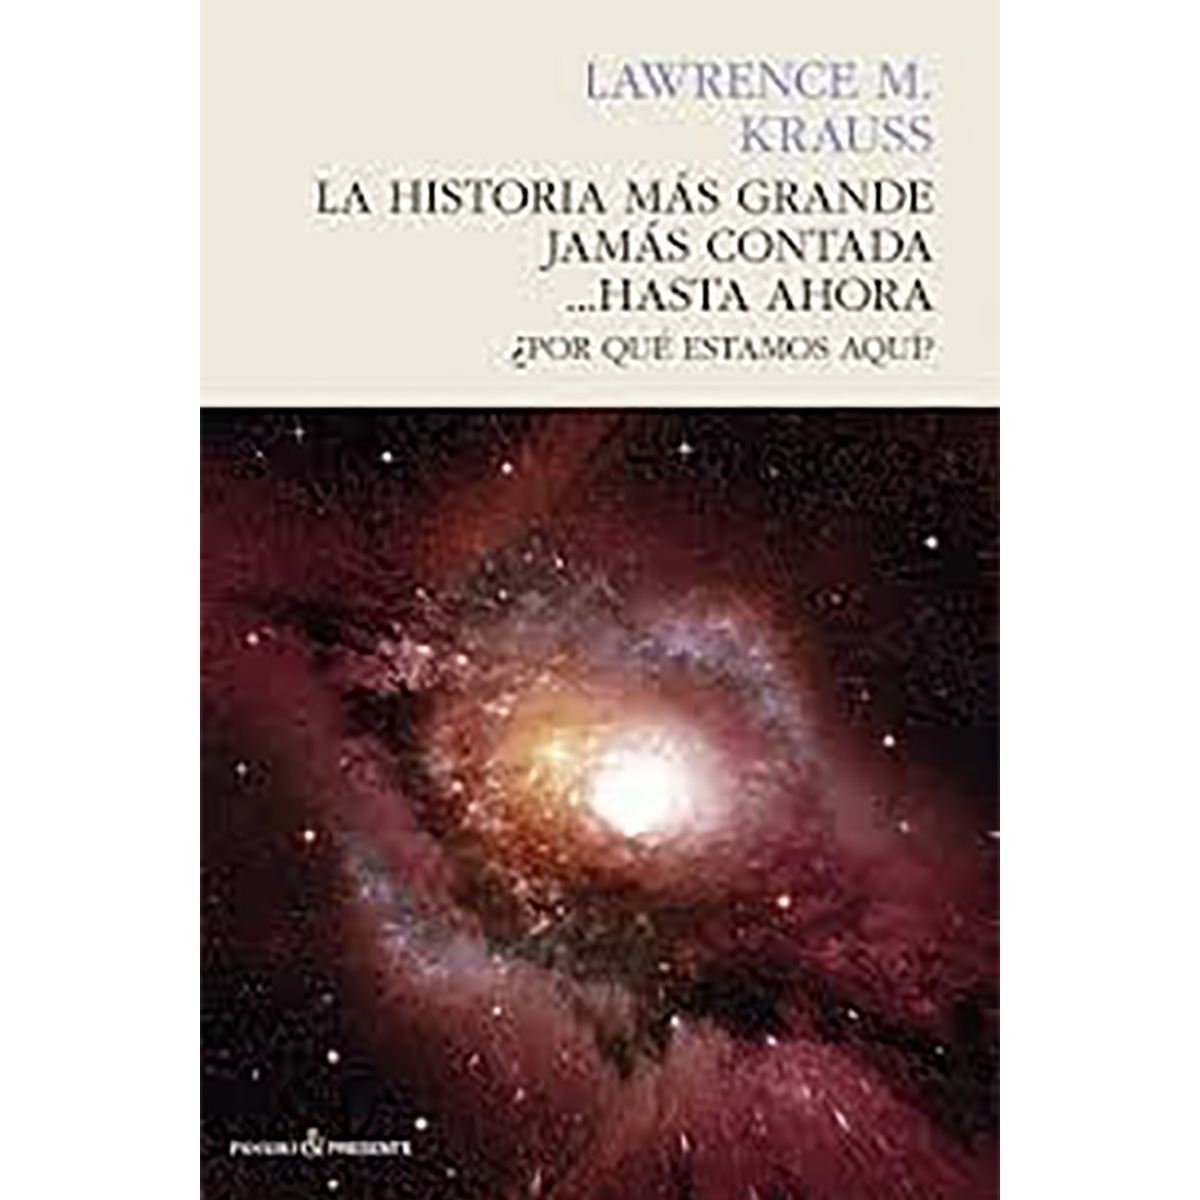 LAWRENCE M.
KRAUSS
LA HISTORIA MÁS GRANDE
JAMÁS CONTADA
...HASTA AHORA
¿POR QUÉ ESTAMOS AQUÍ?
PASADO & PRESENTE